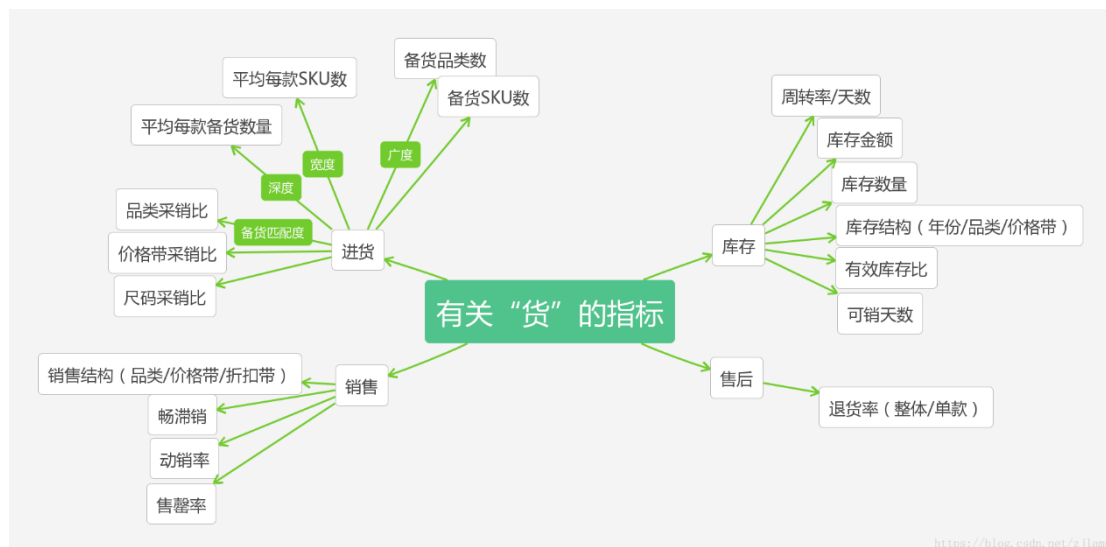 有关“货”的指标
进货
备货品类数
备货SKU数
广度
平均每款SKU数
宽度
平均每款备货数量
深度
备货匹配度
品类采销比
价格带采销比
尺码采销比
销售
销售结构（品类/价格带/折扣带）
畅滞销
动销率
售罄率
库存
周转率/天数
库存金额
库存数量
库存结构（年份/品类/价格带）
有效库存比
可销天数
售后
退货率（整体/单款）